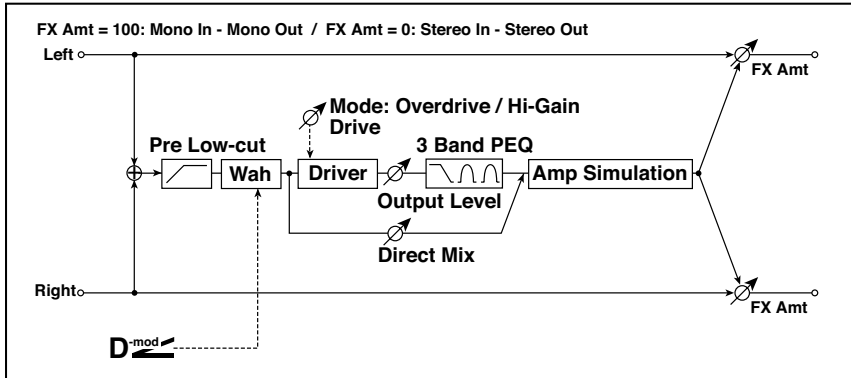 FX Amt = 100: Mono In - Mono Out / FX Amt = 0: Stereo In - Stereo Out
Left
FX Amt
Mode: Overdrive / Hi-Gain
Drive
Pre Low-cut
3 Band PEQ
Wah
Driver
Amp Simulation
Output Level
Direct Mix
Right
FX Amt
D-mod